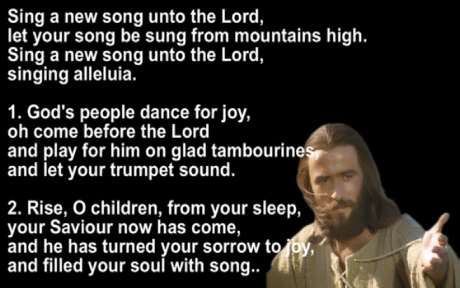 Sing a new song unto the Lord,
let your song be sung from mountains high.
Sing a new song unto the Lord,
singing alleluia.
1. God's people dance for joy,
oh come before the Lord
and play for him on glad tambourines,
and let your trumpet sound.
2. Rise, O children, from your sleep,
your Saviour now has come,
and he has turned your sorrow to joy,
and filled your soul with song..